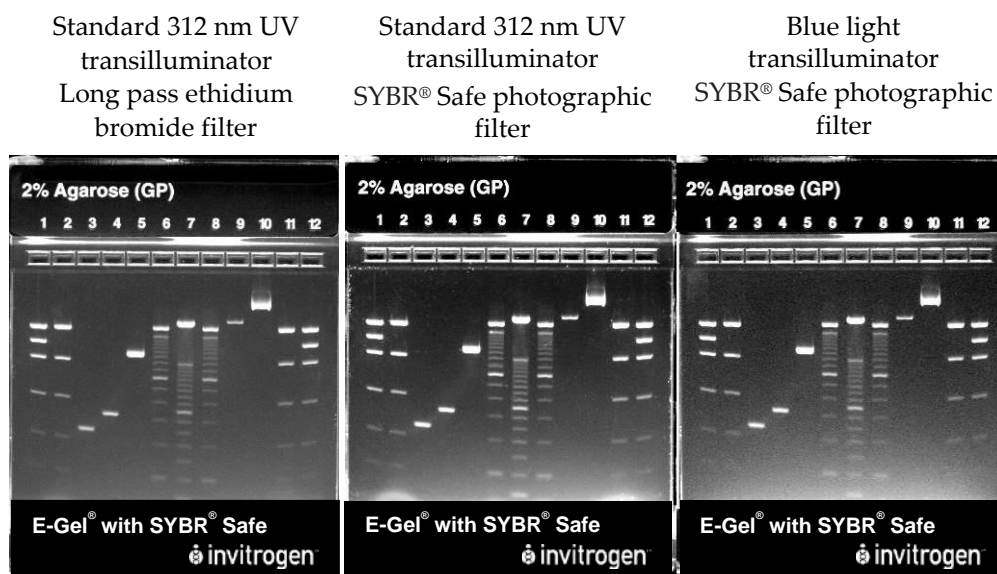 Standard 312 nm UV
transilluminator
Long pass ethidium
bromide filter
Standard 312 nm UV
transilluminator
SYBR® Safe photographic
filter
Blue light
transilluminator
SYBR® Safe photographic
filter
2% Agarose (GP)
1 2 3 4 5 6 7 8 9 10 11 12
E-Gel® with SYBR® Safe
invitrogen™
2% Agarose (GP)
1 2 3 4 5 6 7 8 9 10 11 12
E-Gel® with SYBR® Safe
invitrogen™
2% Agarose (GP)
1 2 3 4 5 6 7 8 9 10 11 12
E-Gel® with SYBR® Safe
invitrogen™